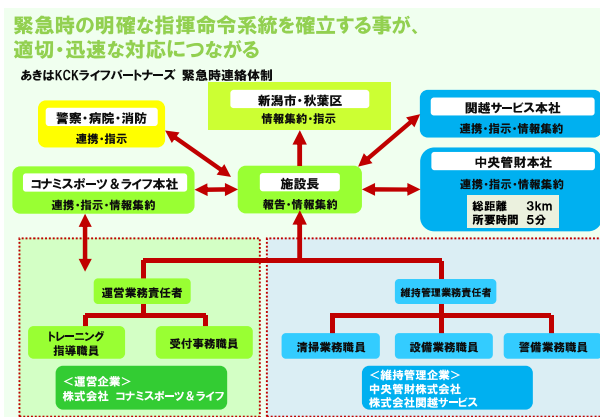 緊急時の明確な指揮命令系統を確立する事が、
適切・迅速な対応につながる
あきはKCKライフパートナーズ 緊急時連絡体制
警察・病院・消防
連携・指示
新潟市・秋葉区
情報集約・指示
関越サービス本社
連携・指示・情報集約
コナミスポーツ＆ライフ本社
連携・指示・情報集約
施設長
報告・情報集約
中央管財本社
連携・指示・情報集約
総距離 3km
所要時間 5分
運営業務責任者
維持管理業務責任者
トレーニング
指導職員
受付事務職員
清掃業務職員
設備業務職員
警備業務職員
＜運営企業＞
株式会社 コナミスポーツ＆ライフ
＜維持管理企業＞
中央管財株式会社
株式会社関越サービス